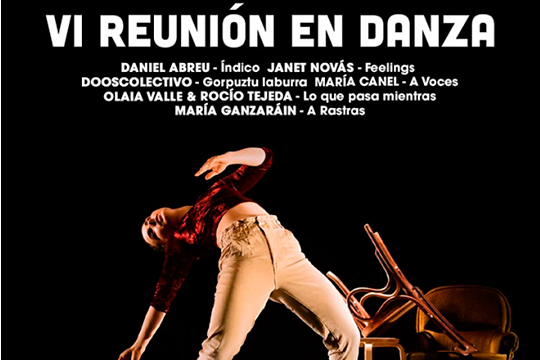 VI REUNIÓN EN DANZA
DANIEL ABREU - Índico JANET NOVÁS - Feelings
DOOSCOLECTIVO - Gorpuztu laburra MARÍA CANEL - A Voces
OLAIA VALLE & ROCÍO TEJEDA - Lo que pasa mientras
MARÍA GANZARÁIN - A Rastras